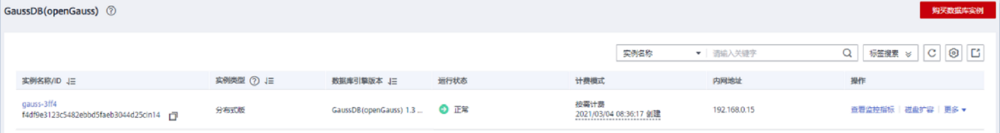 GaussDB(openGauss)
购买数据库实例
实例名称 请输入关键字 标签搜索
实例名称/ID 实例类型 数据库引擎版本 运行状态 计费模式 内网地址 操作
gauss-3ff4
f4df9e3123c5482ebbd5faeb3044d25cin14
分布式版
GaussDB(openGauss) 1.3 ...
正常
按需计费
2021/03/04 08:36:17 创建
192.168.0.15
查看监控指标 磁盘扩容 更多